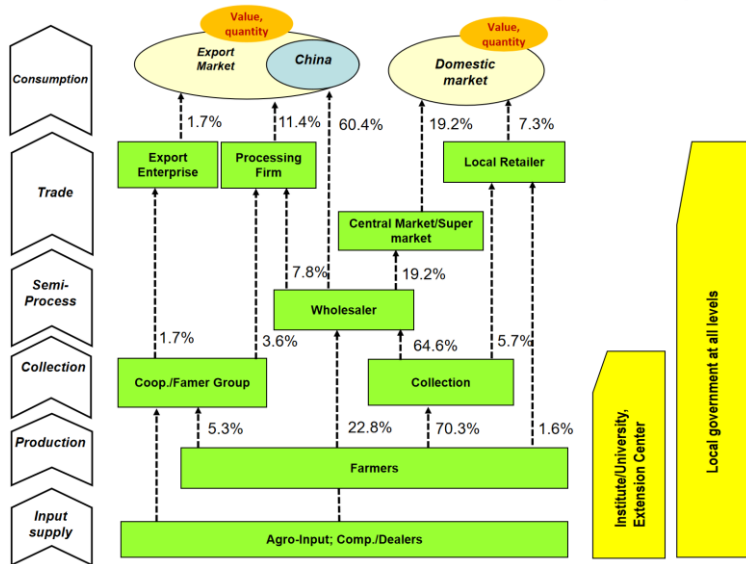 Value,
quantity
Export
Market
China
Value,
quantity
Domestic
market
Consumption
1.7%
11.4%
60.4%
19.2%
7.3%
Export
Enterprise
Processing
Firm
Local Retailer
Trade
Central Market/Super
market
7.8%
19.2%
Semi-
Process
Wholesaler
1.7%
3.6%
64.6%
5.7%
Collection
Coop./Famer Group
Collection
Production
5.3%
22.8%
70.3%
1.6%
Farmers
Input
supply
Agro-Input; Comp./Dealers
Institute/University,
Extension Center
Local government at all levels